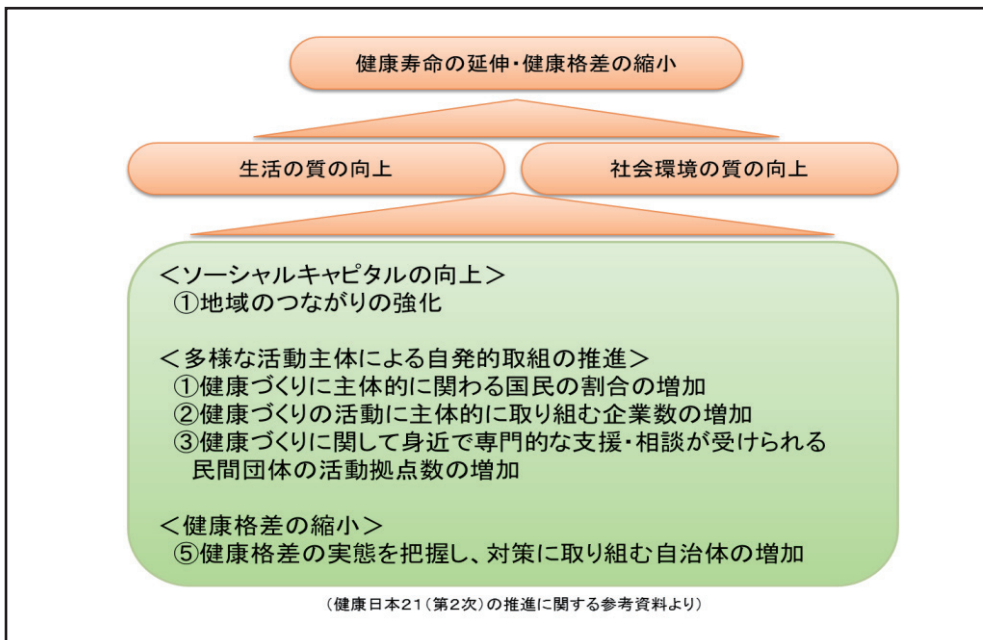 健康寿命の延伸・健康格差の縮小
生活の質の向上
社会環境の質の向上
＜ソーシャルキャピタルの向上＞
①地域のつながりの強化
＜多様な活動主体による自発的取組の推進＞
①健康づくりに主体的に関わる国民の割合の増加
②健康づくりの活動に主体的に取り組む企業数の増加
③健康づくりに関して身近で専門的な支援・相談が受けられる
民間団体の活動拠点数の増加
＜健康格差の縮小＞
⑤健康格差の実態を把握し、対策に取り組む自治体の増加
（健康日本２１（第２次）の推進に関する参考資料より）